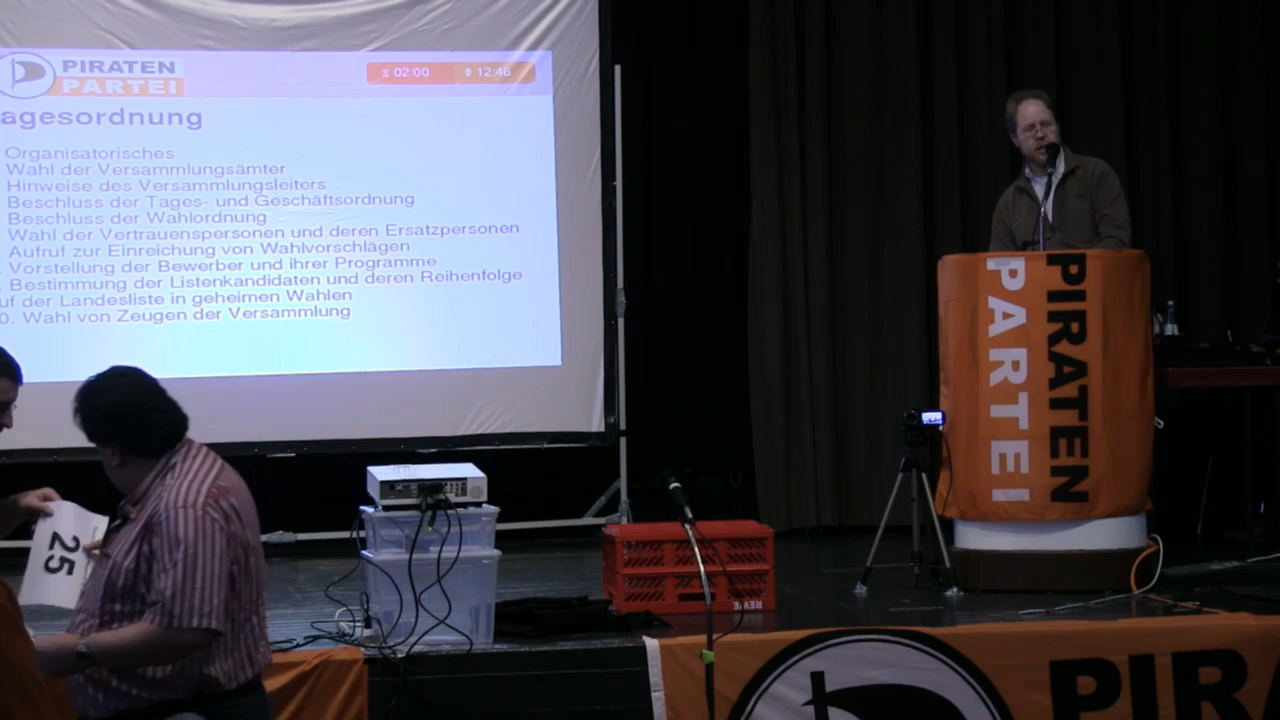 PIRATEN
PARTEI
02:00
12:46
agesordnung
Organisatorisches
Wahl der Versammlungsämter
Hinweise des Versammlungsleiters
Beschluss der Tages- und Geschäftsordnung
Beschluss der Wahlordnung
Wahl der Vertrauenspersonen und deren Ersatzpersonen
Aufruf zur Einreichung von Wahlvorschlägen
Vorstellung der Bewerber und ihrer Programme
Bestimmung der Listenkandidaten und deren Reihenfolge
uf der Landesliste in geheimen Wahlen
0. Wahl von Zeugen der Versammlung
PIRATEN
PARTEI
25
REWE
PIRA